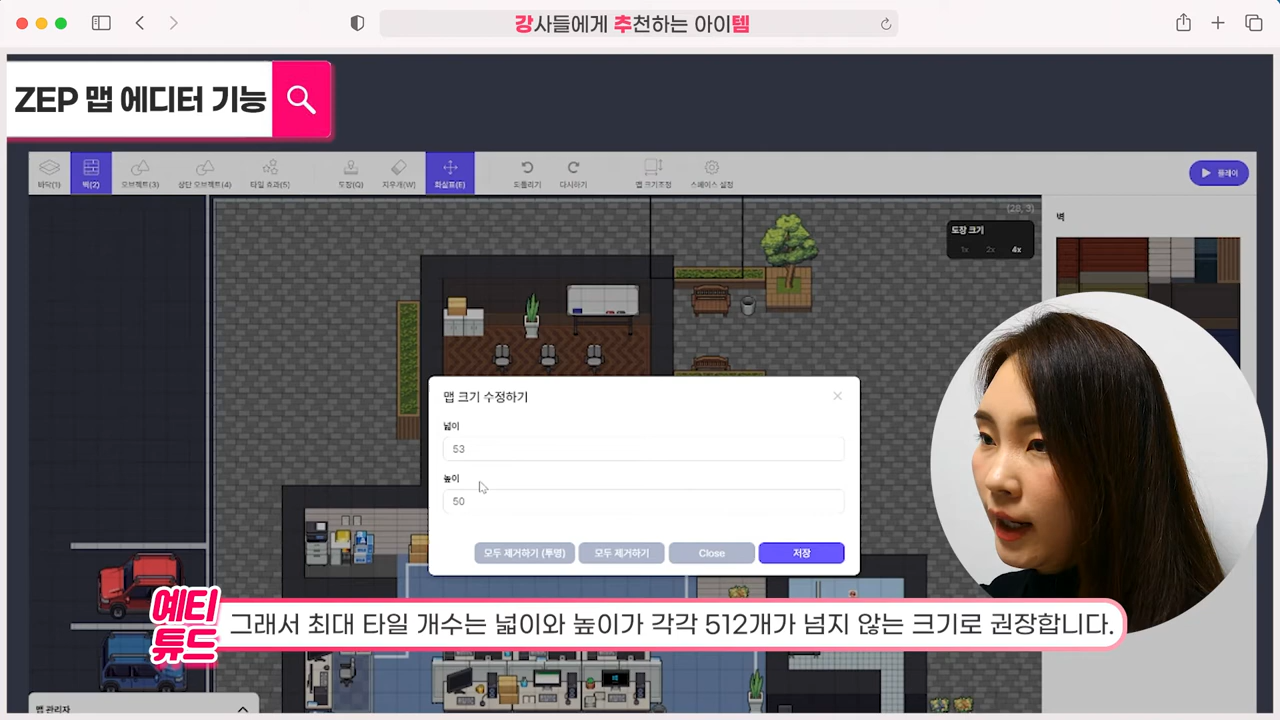 강사들에게 추천하는 아이템
ZEP 맵 에디터 기능
바닥(1)
벽(2)
오브젝트(3)
상단 오브젝트(4)
타일 효과(5)
도장(Q)
지우개(W)
화살표(E)
되돌리기
다시하기
맵 크기조정
스페이스 설정
플레이
(28, 3)
벽
도장 크기
1x 2x 4x
맵 크기 수정하기
넓이
53
높이
50
모두 제거하기 (투명)
모두 제거하기
Close
저장
예티
튜드
그래서 최대 타일 개수는 넓이와 높이가 각각 512개가 넘지 않는 크기로 권장합니다.
맵 관리자